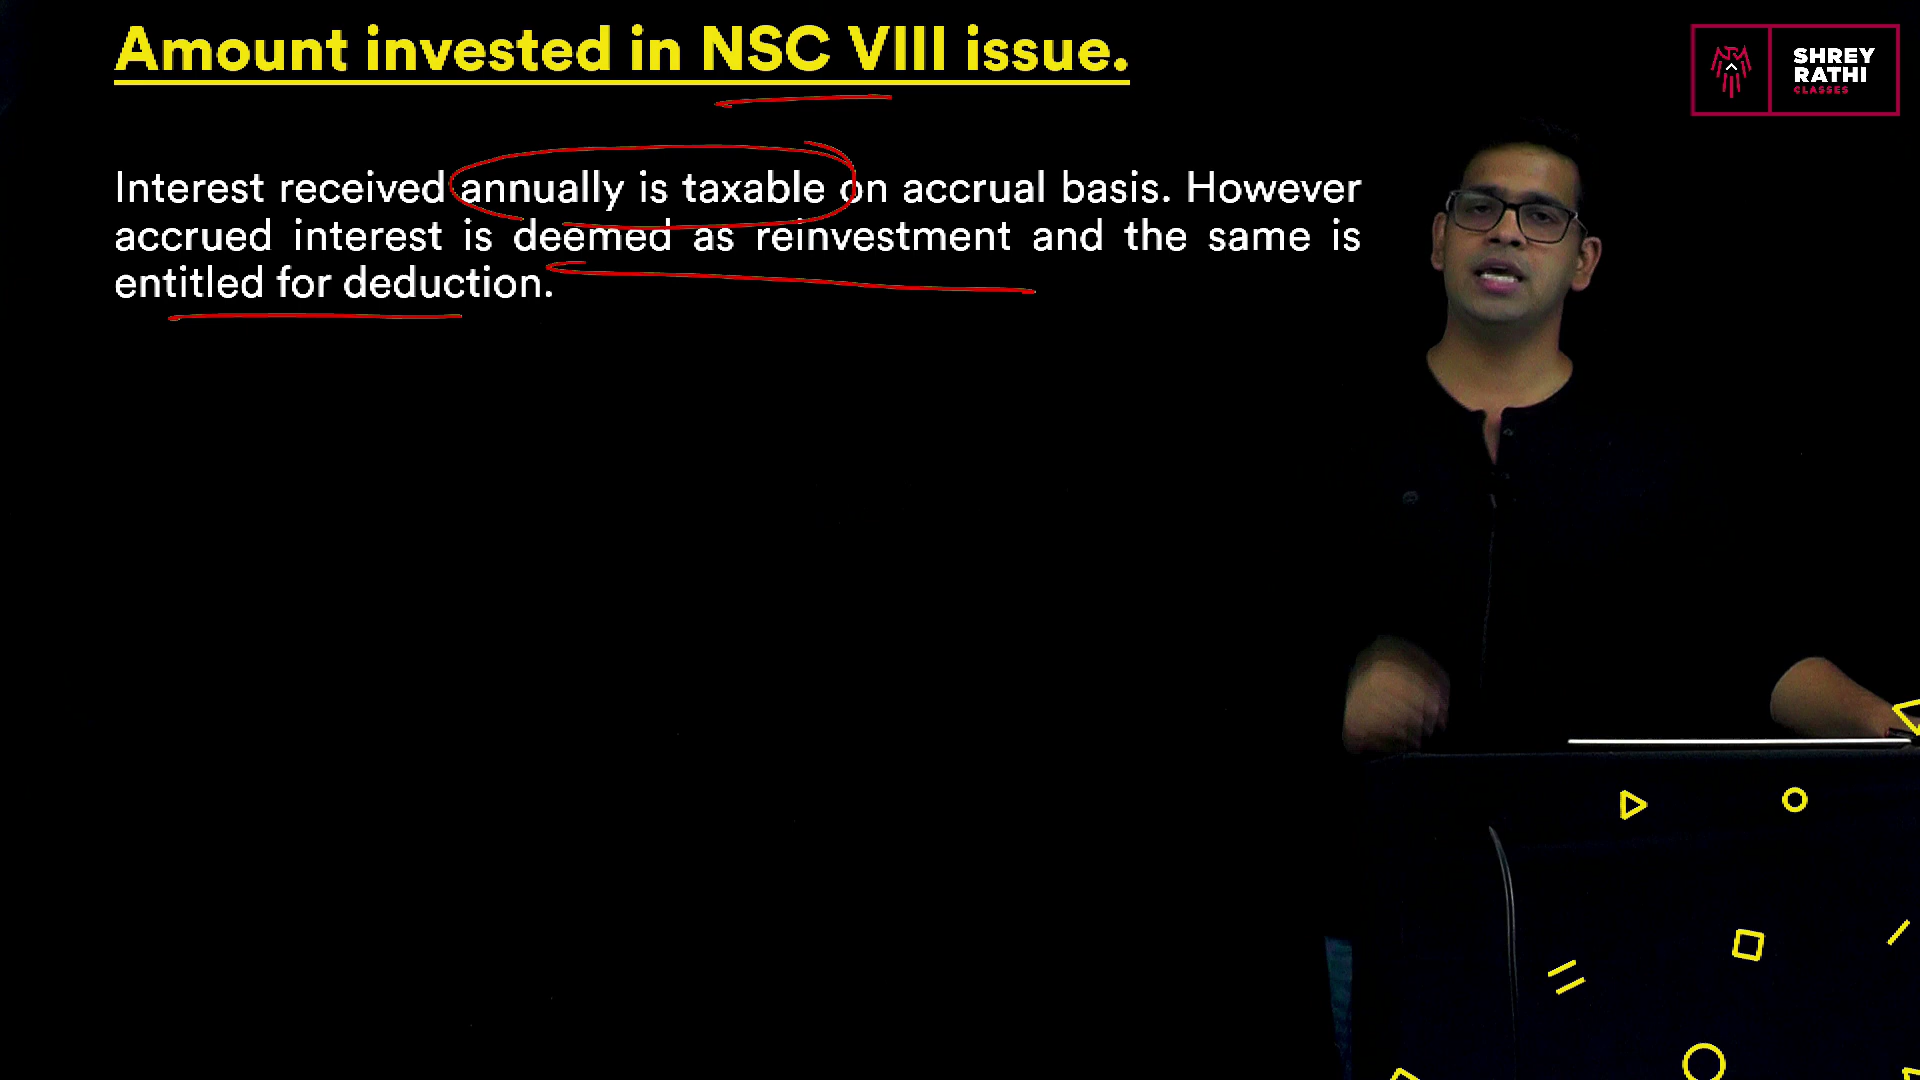 Amount invested in NSC VIII issue.
SHREY
RATHI
CLASSES
Interest received annually is taxable on accrual basis. However
accrued interest is deemed as reinvestment and the same is
entitled for deduction.